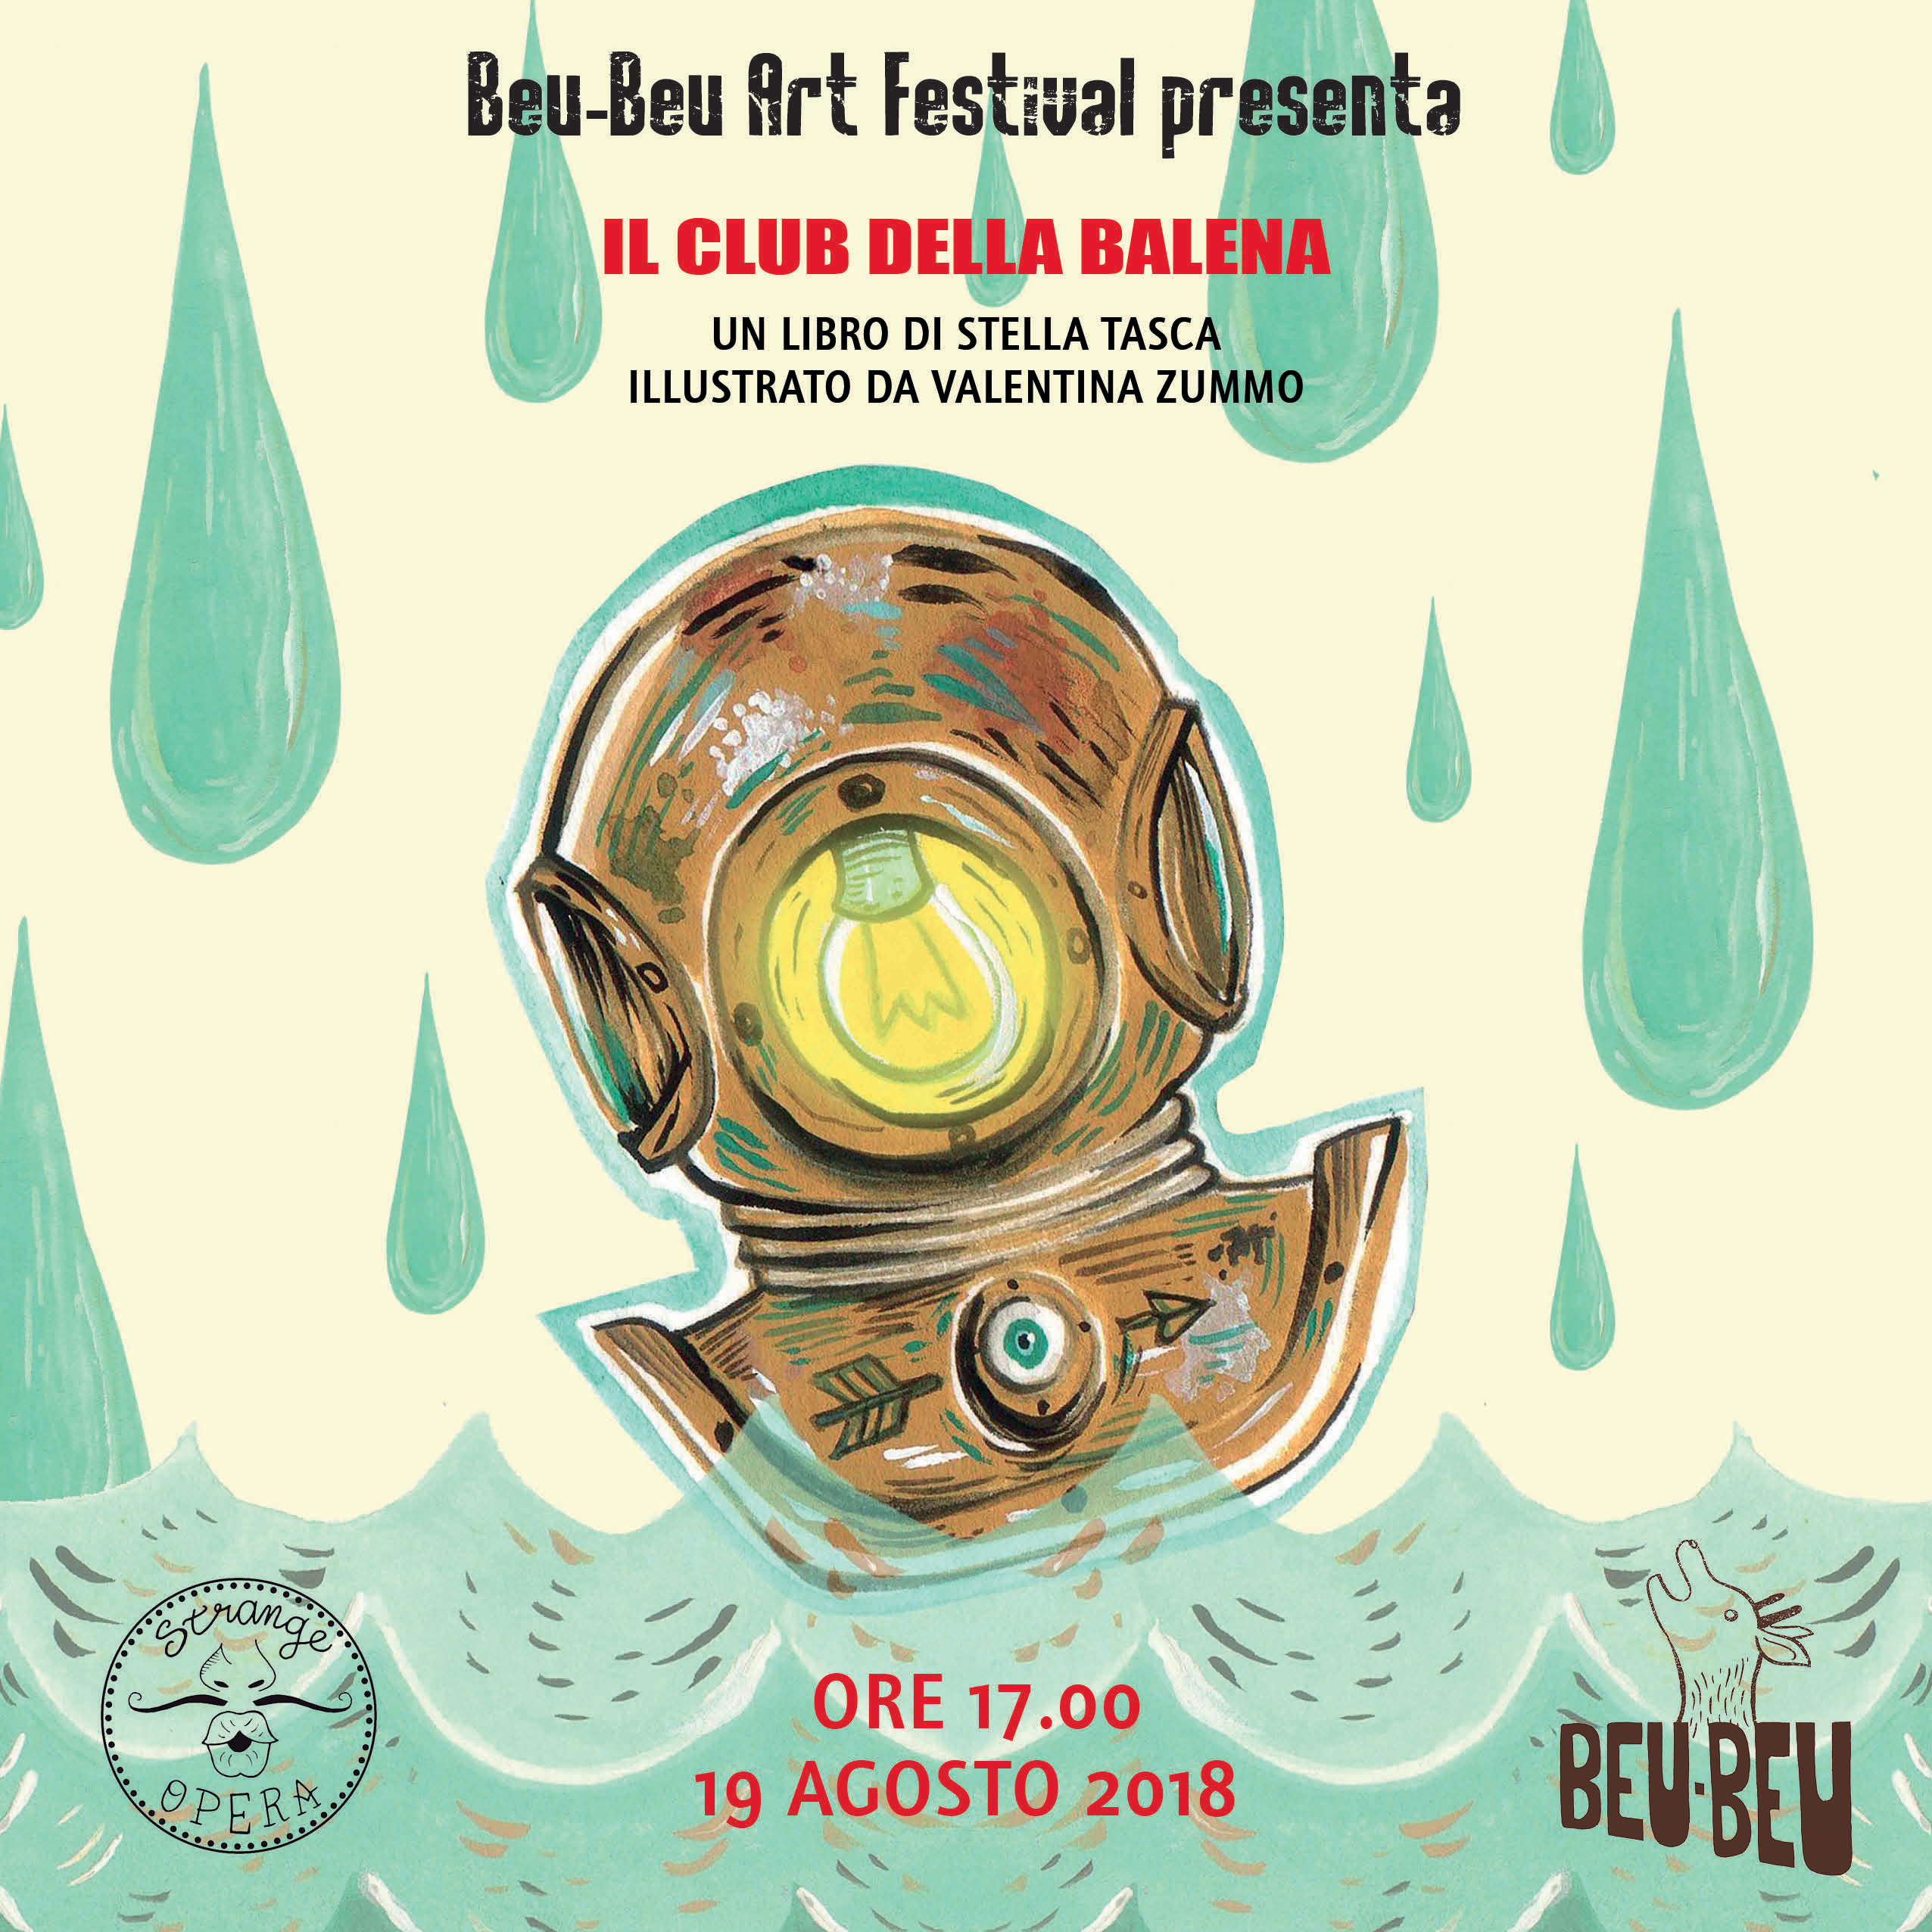 Beu-Beu Art Festival presenta
IL CLUB DELLA BALENA
UN LIBRO DI STELLA TASCA
ILLUSTRATO DA VALENTINA ZUMMO
ORE 17.00
19 AGOSTO 2018
Strange
OPERA
BEU-BEU